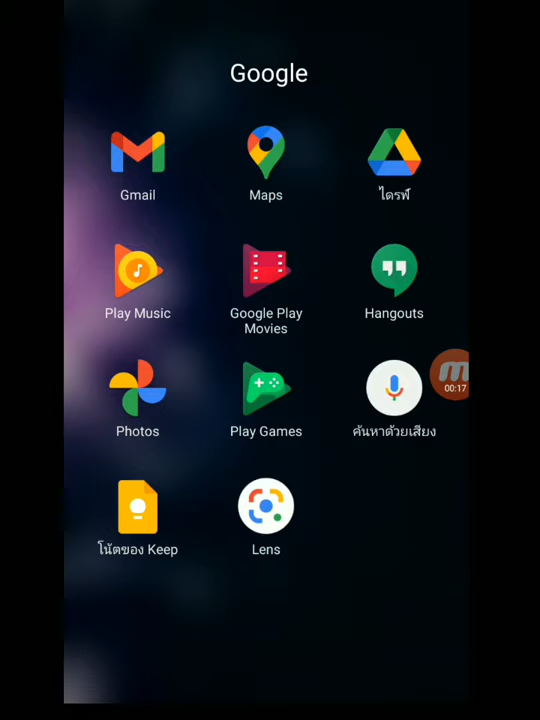 Google
Gmail
Maps
ไดรฟ์
Play Music
Google Play
Movies
Hangouts
00:17
Photos
Play Games
ค้นหาด้วยเสียง
โน้ตของ Keep
Lens